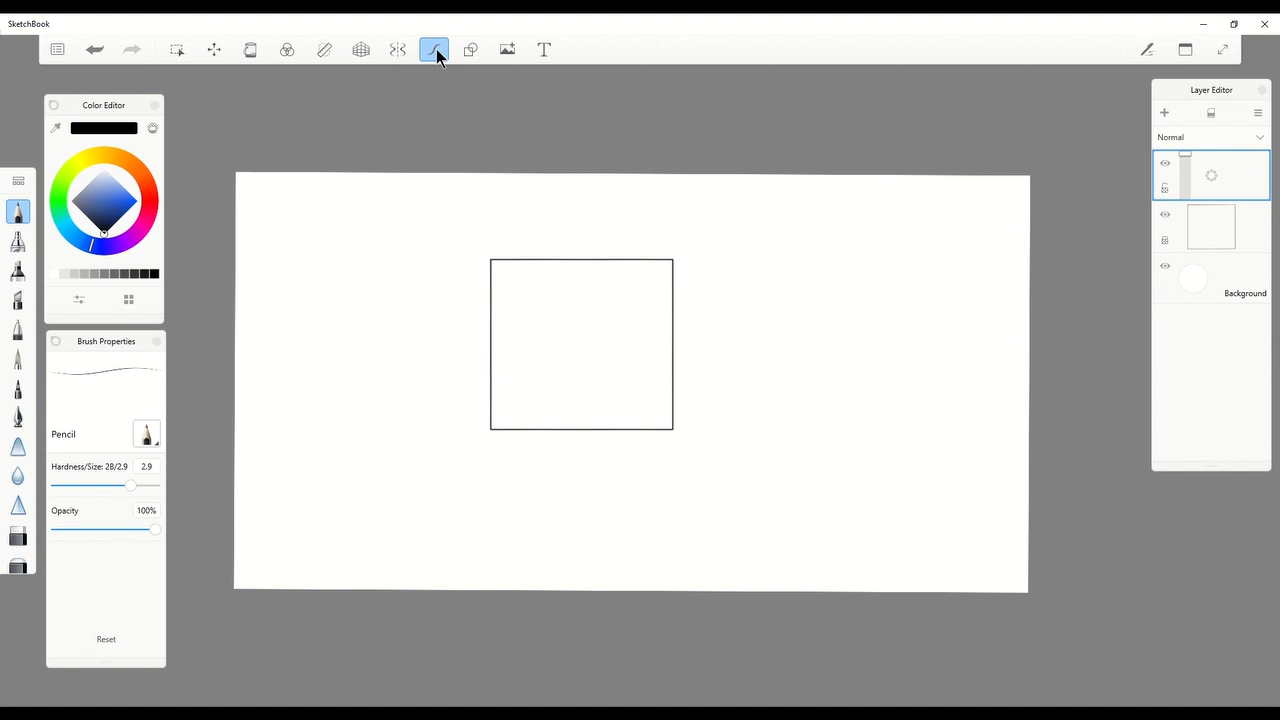 SketchBook
T
Color Editor
Layer Editor
Normal
Background
Brush Properties
Pencil
Hardness/Size: 2B/2.9 2.9
Opacity 100%
Reset